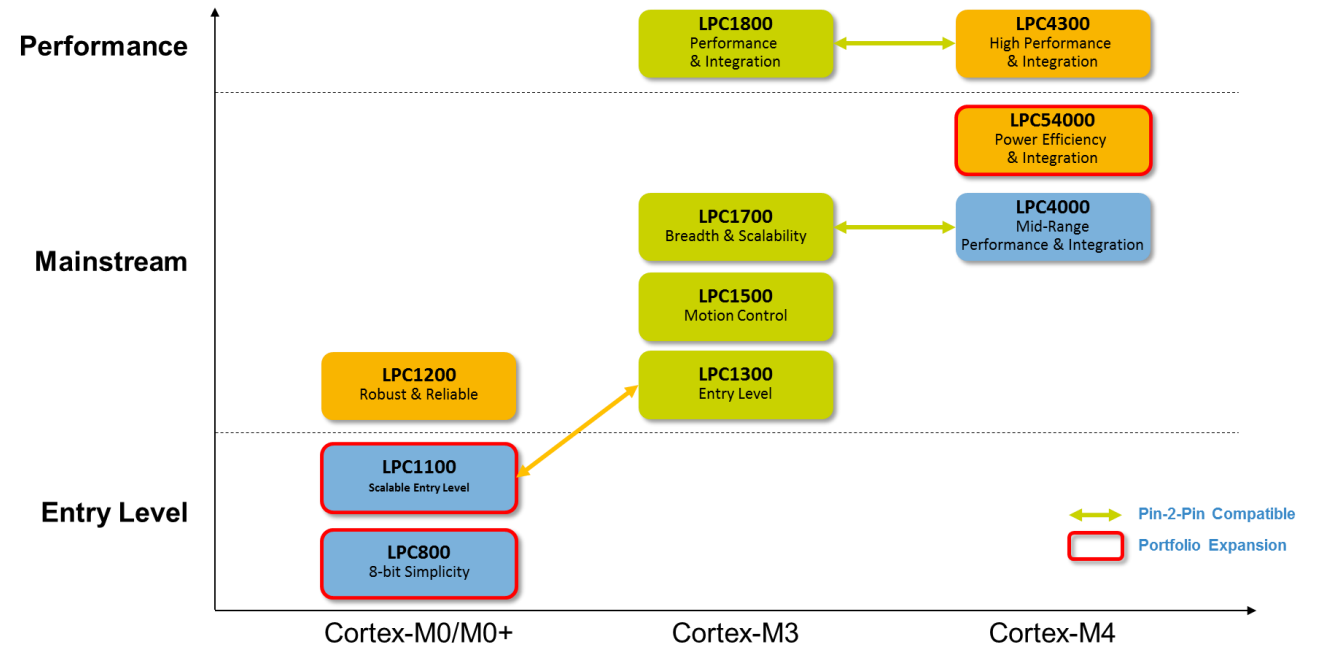 Performance
LPC1800
Performance
& Integration
LPC4300
High Performance
& Integration
LPC54000
Power Efficiency
& Integration
Mainstream
LPC1700
Breadth & Scalability
LPC4000
Mid-Range
Performance & Integration
LPC1500
Motion Control
LPC1200
Robust & Reliable
LPC1300
Entry Level
Entry Level
LPC1100
Scalable Entry Level
LPC800
8-bit Simplicity
Pin-2-Pin Compatible
Portfolio Expansion
Cortex-M0/M0+
Cortex-M3
Cortex-M4